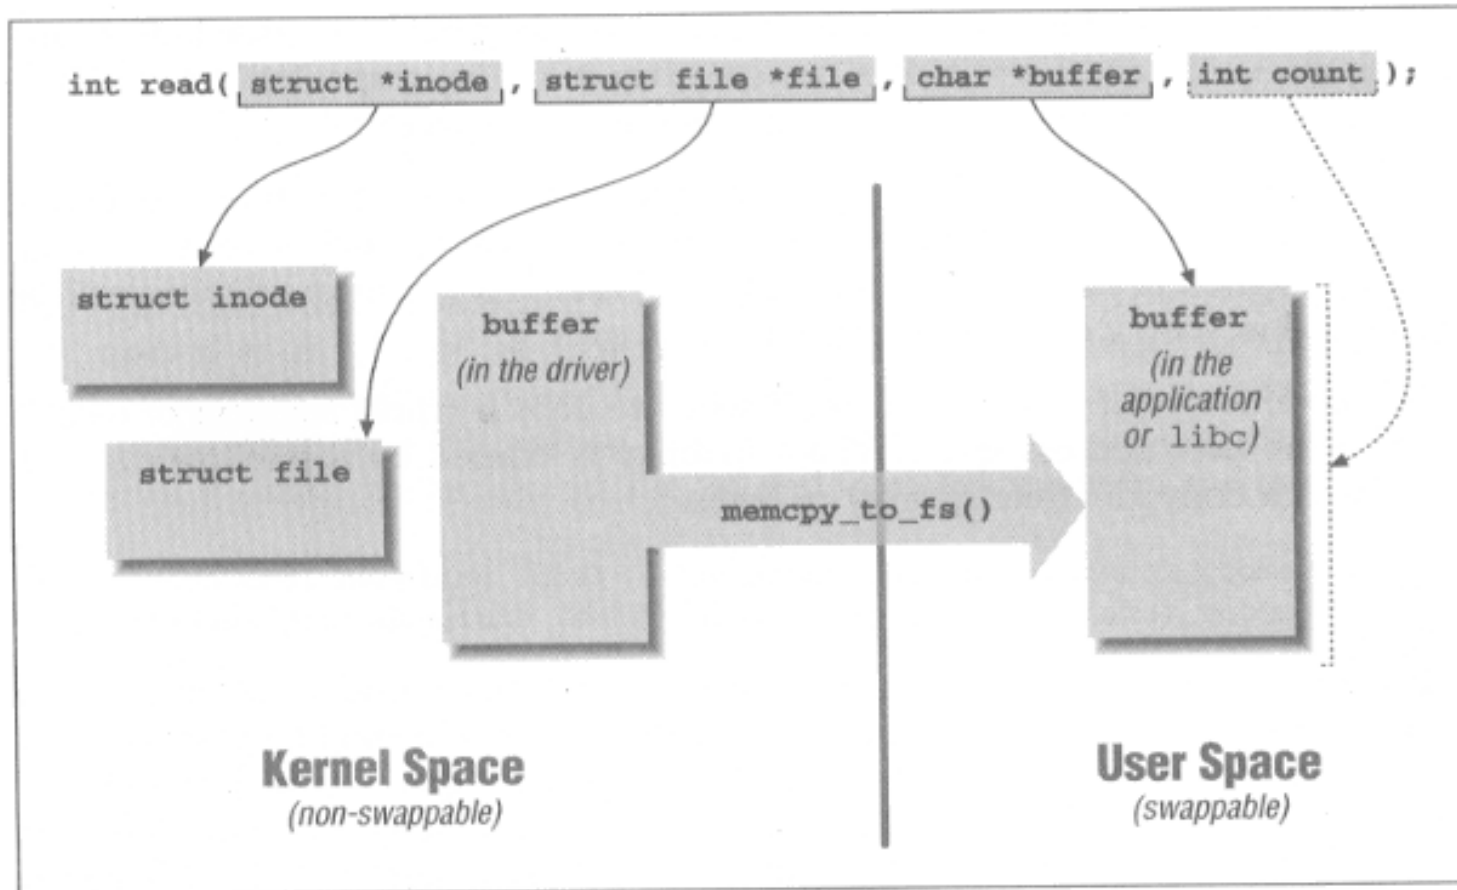 int read( struct *inode , struct file *file , char *buffer , int count );
struct inode
struct file
buffer
(in the driver)
memcpy_to_fs()
buffer
(in the
application
or libc)
Kernel Space
(non-swappable)
User Space
(swappable)